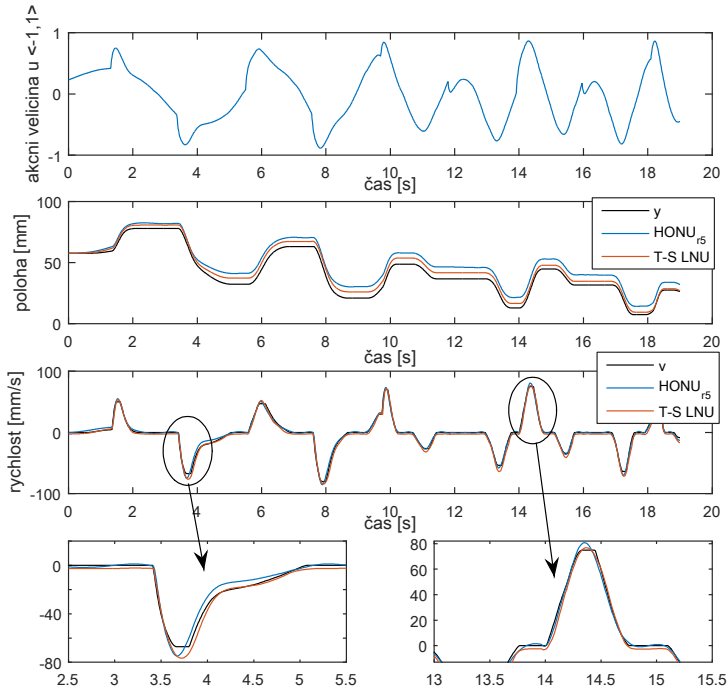 akcni velicina u <-1,1>
1
0
-1
0 2 4 6 8 10 12 14 16 18 20
čas [s]
poloha [mm]
100
50
0
y
HONU_r5
T-S LNU
0 2 4 6 8 10 12 14 16 18 20
čas [s]
rychlost [mm/s]
100
0
-100
v
HONU_r5
T-S LNU
0 2 4 6 8 10 12 14 16 18 20
čas [s]
0
-40
-80
2.5 3 3.5 4 4.5 5 5.5
80
60
40
20
0
13 13.5 14 14.5 15 15.5